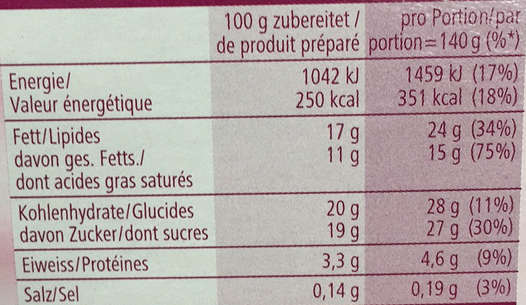 100 g zubereitet / pro Portion/par
de produit préparé portion=140 g (%*)
Energie/ 1042 kJ 1459 kJ (17%)
Valeur énergétique 250 kcal 351 kcal (18%)
Fett/Lipides 17 g 24 g (34%)
davon ges. Fetts./ 11 g 15 g (75%)
dont acides gras saturés
Kohlenhydrate/Glucides 20 g 28 g (11%)
davon Zucker/dont sucres 19 g 27 g (30%)
Eiweiss/Protéines 3,3 g 4,6 g (9%)
Salz/Sel 0,14 g 0,19 g (3%)